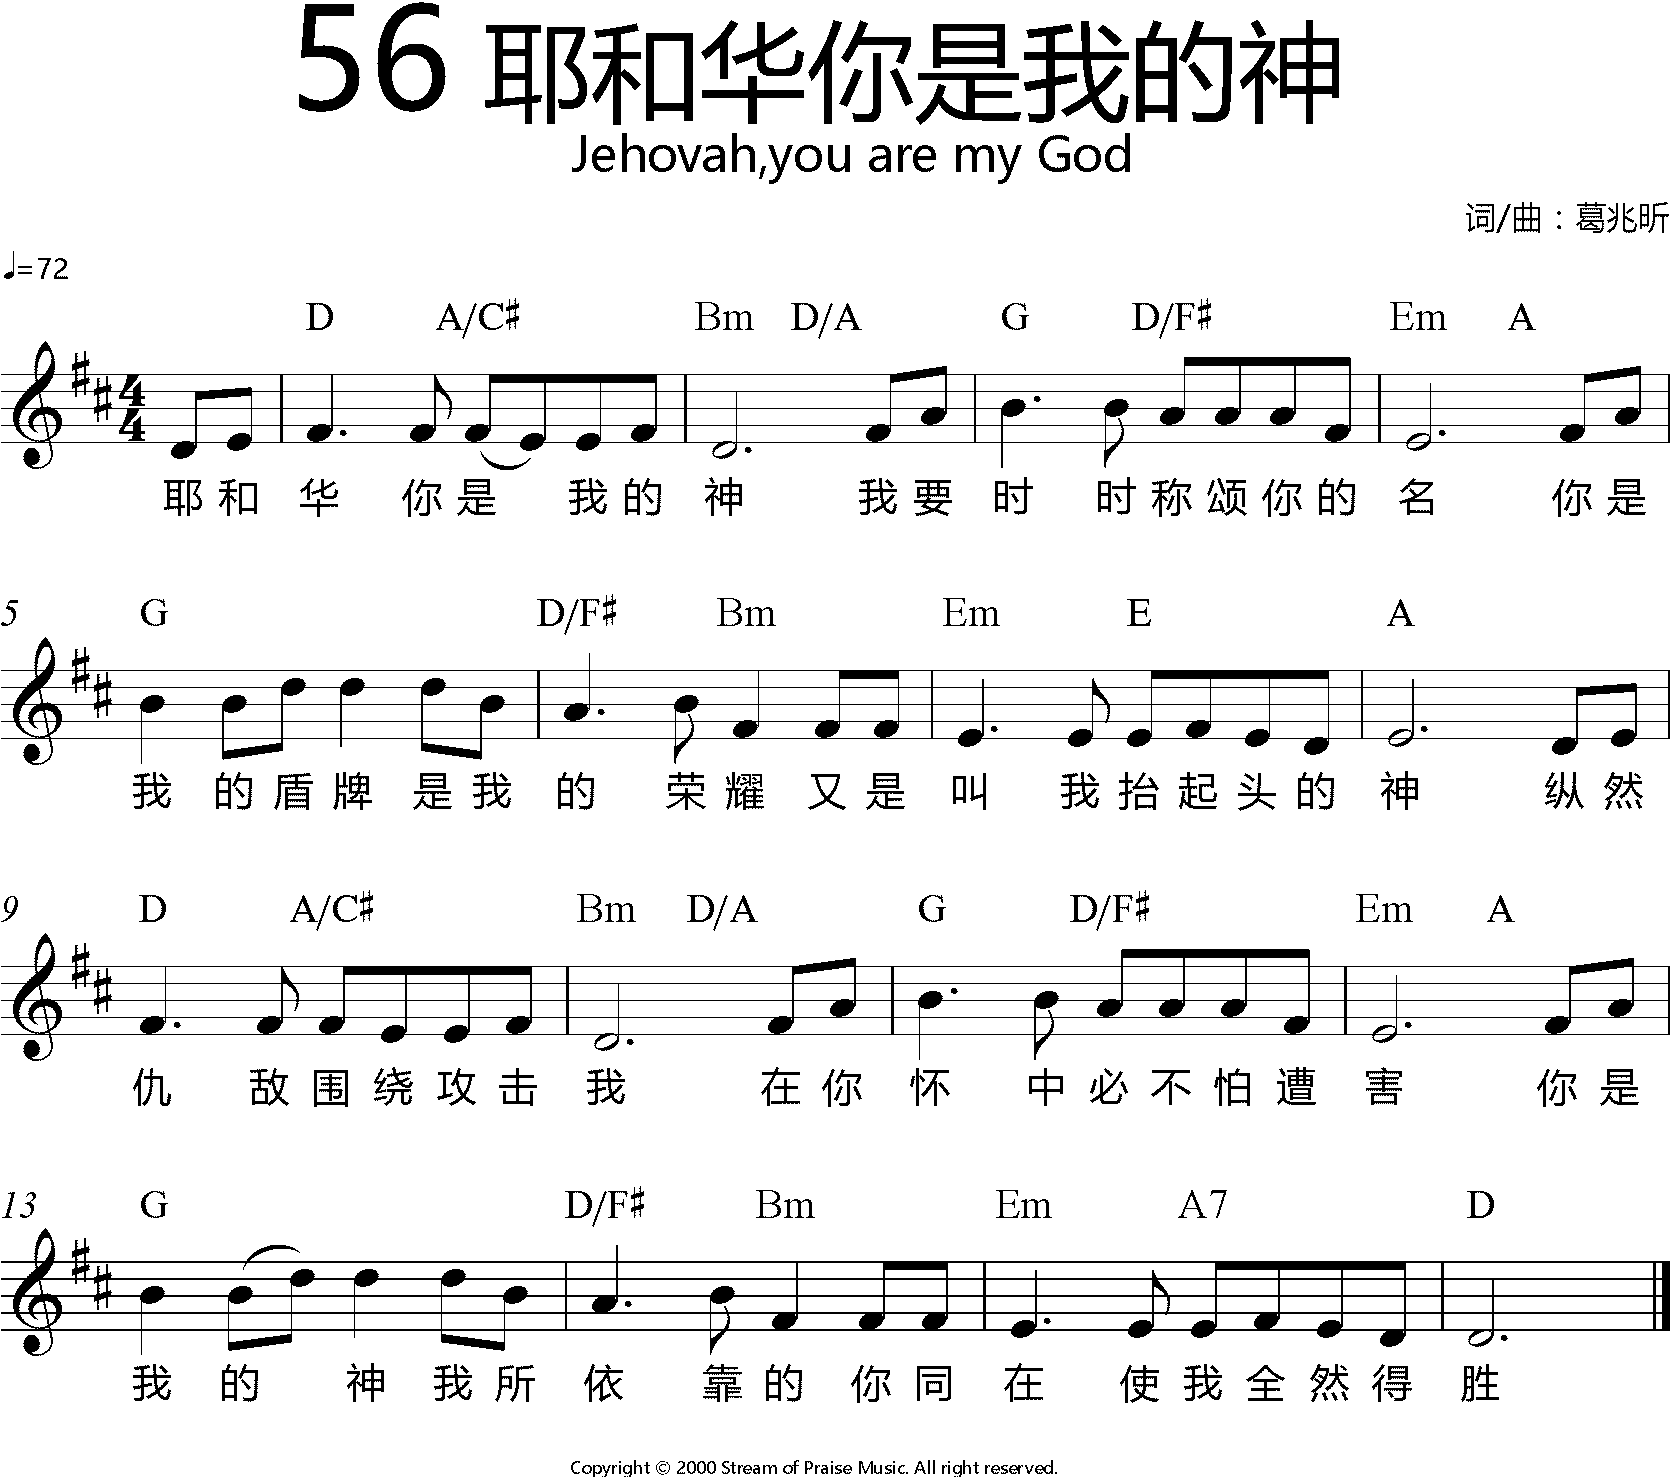 56 耶和华你是我的神
Jehovah,you are my God
词/曲：葛兆昕
♩=72
D A/C♯ Bm D/A G D/F♯ Em A
4
4
耶和华你是我的神我要时时称颂你的名你是
5 G D/F♯ Bm Em E A
我的盾牌是我的荣耀又是叫我抬起头的神纵然
9 D A/C♯ Bm D/A G D/F♯ Em A
仇敌围绕攻击我在你怀中必不怕遭害你是
13 G D/F♯ Bm Em A7 D
我的神我所依靠的你同在使我全然得胜
Copyright © 2000 Stream of Praise Music. All right reserved.